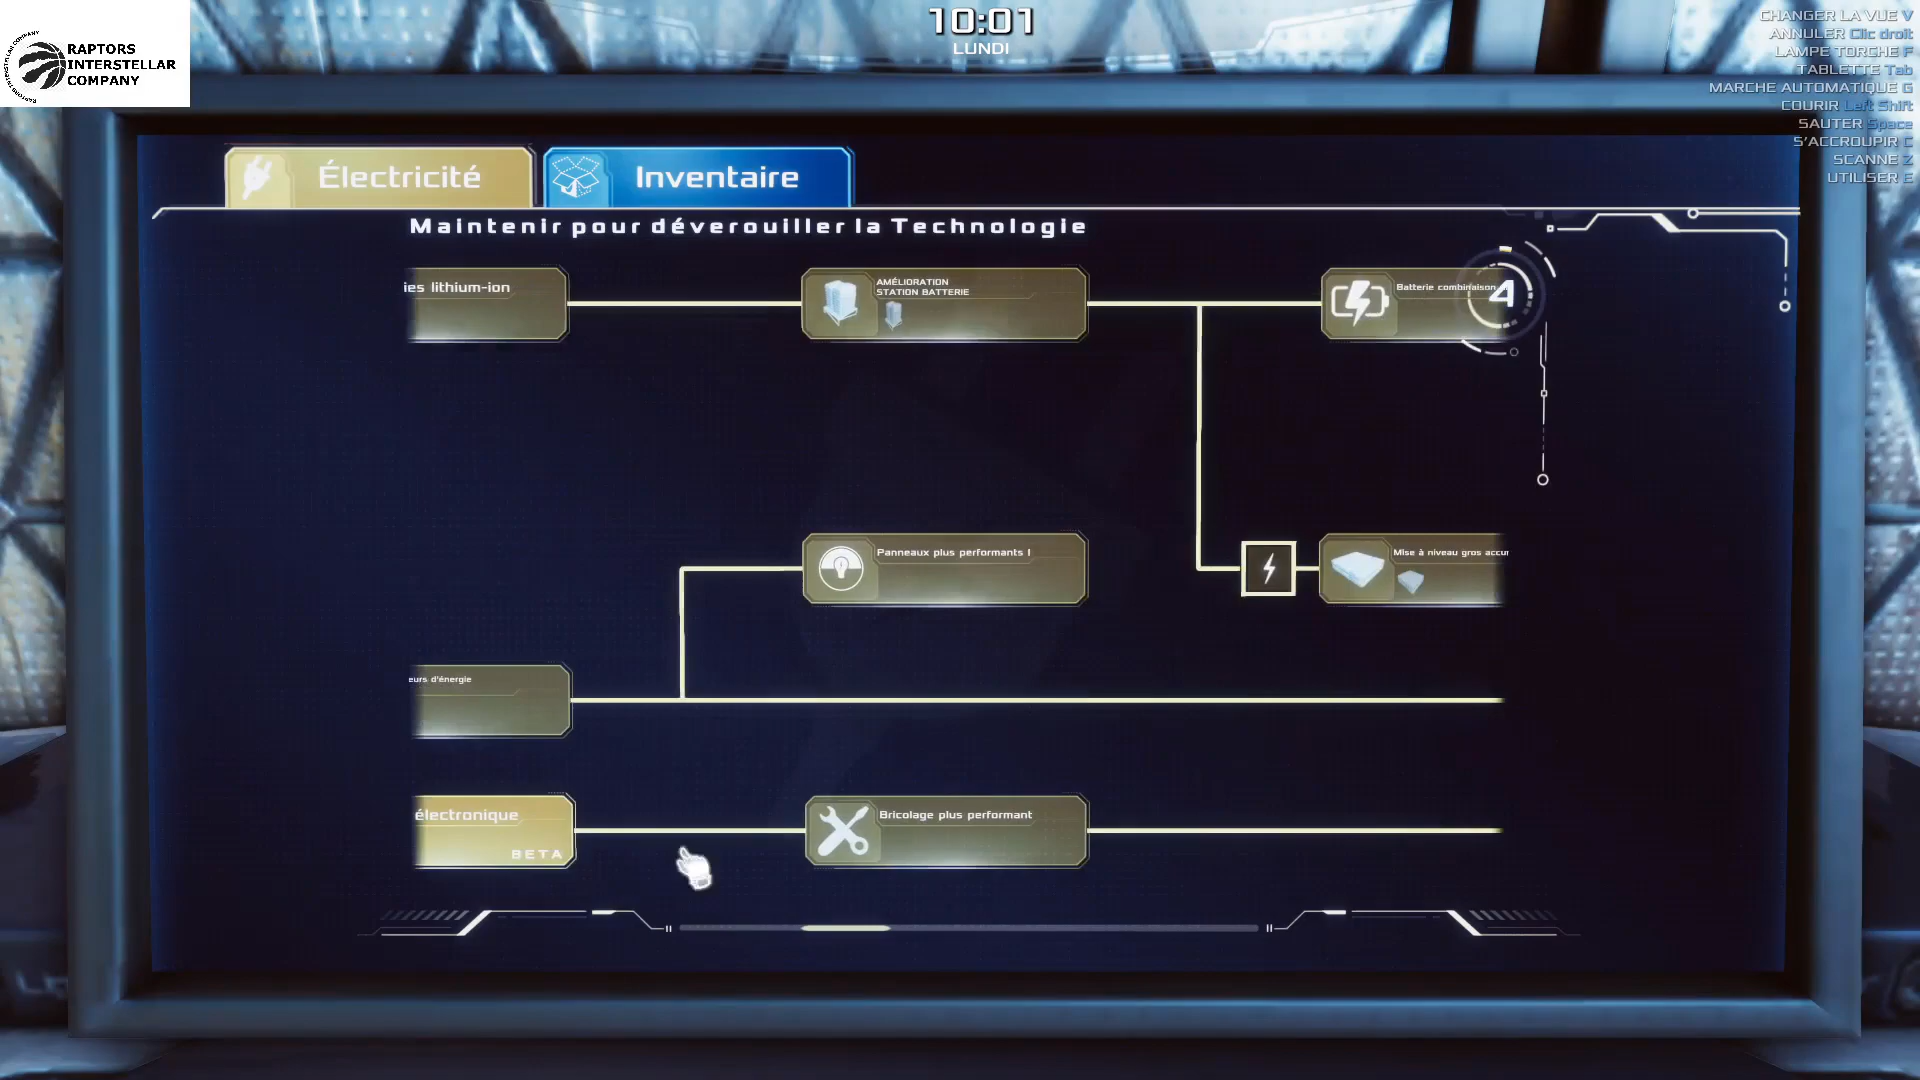 RAPTORS
INTERSTELLAR
COMPANY
10:01
LUNDI
CHANGER LA VUE V
ANNULER Clic droit
LAMPE TORCHE F
TABLETTE Tab
MARCHE AUTOMATIQUE G
COURIR Left Shift
SAUTER Space
S'ACCROUPIR C
SCANNE Z
UTILISER E
Électricité
Inventaire
Maintenir pour déverouiller la Technologie
ies lithium-ion
AMÉLIORATION
STATION BATTERIE
Batterie combinaison
4
Panneaux plus performants I
Mise à niveau gros accur
eurs d'énergie
électronique
BETA
Bricolage plus performant